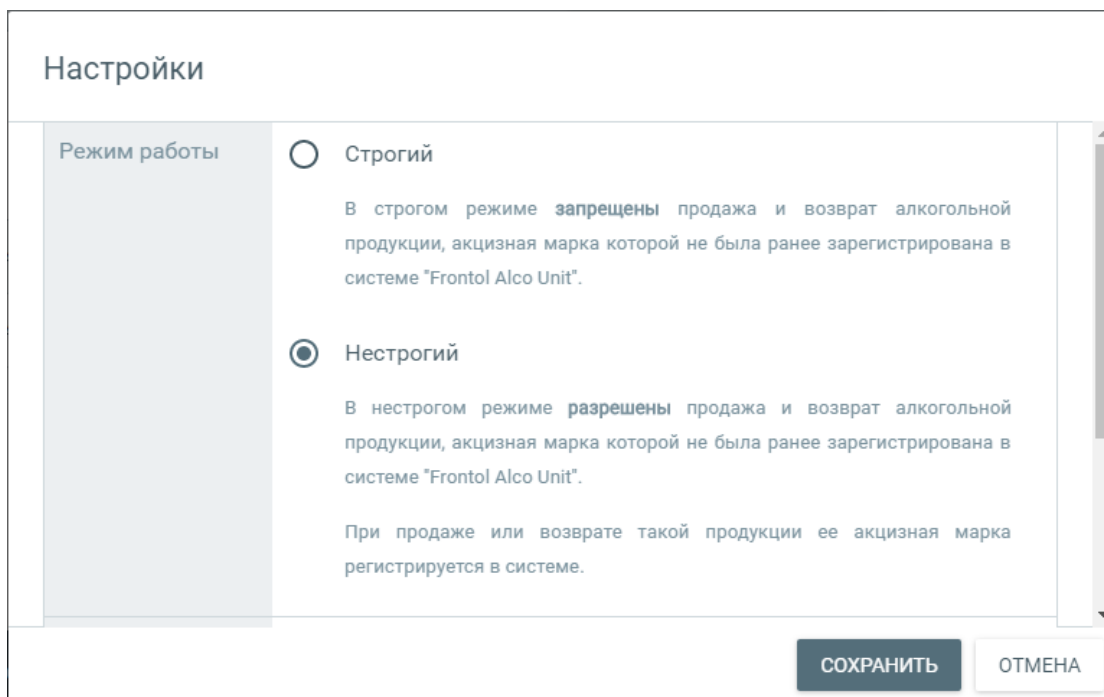 Настройки
Режим работы
Строгий
В строгом режиме запрещены продажа и возврат алкогольной
продукции, акцизная марка которой не была ранее зарегистрирована в
системе "Frontol Alco Unit".
Нестрогий
В нестрогом режиме разрешены продажа и возврат алкогольной
продукции, акцизная марка которой не была ранее зарегистрирована в
системе "Frontol Alco Unit".
При продаже или возврате такой продукции ее акцизная марка
регистрируется в системе.
СОХРАНИТЬ
ОТМЕНА